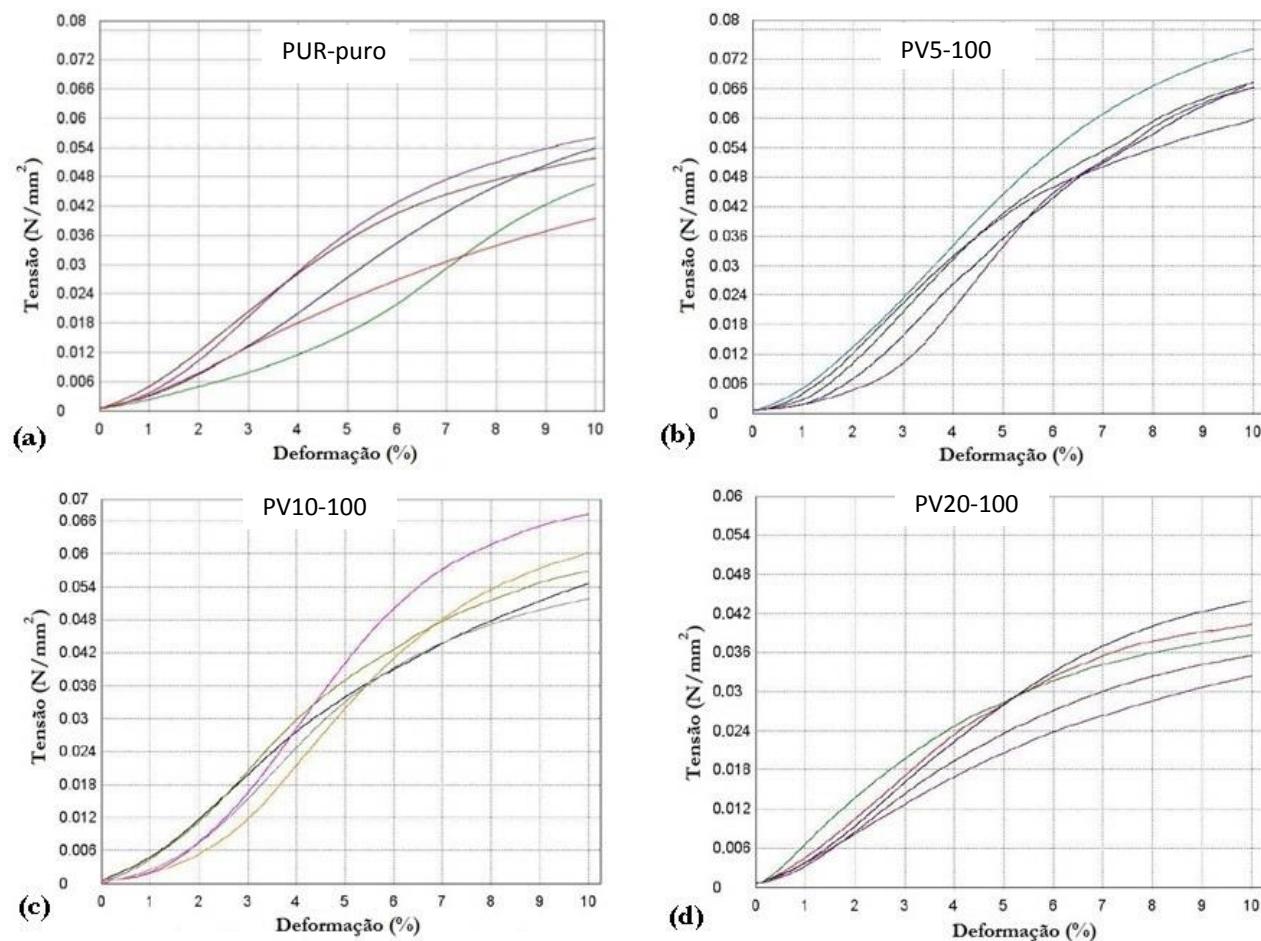 PUR-puro
0.08
0.072
0.066
0.06
0.054
0.048
0.042
0.036
0.03
0.024
0.018
0.012
0.006
0
Tensão (N/mm²)
0 1 2 3 4 5 6 7 8 9 10
Deformação (%)
(a)
PV5-100
0.08
0.072
0.066
0.06
0.054
0.048
0.042
0.036
0.03
0.024
0.018
0.012
0.006
0
Tensão (N/mm²)
0 1 2 3 4 5 6 7 8 9 10
Deformação (%)
(b)
PV10-100
0.07
0.066
0.06
0.054
0.048
0.042
0.036
0.03
0.024
0.018
0.012
0.006
0
Tensão (N/mm²)
0 1 2 3 4 5 6 7 8 9 10
Deformação (%)
(c)
PV20-100
0.06
0.054
0.048
0.042
0.036
0.03
0.024
0.018
0.012
0.006
0
Tensão (N/mm²)
0 1 2 3 4 5 6 7 8 9 10
Deformação (%)
(d)